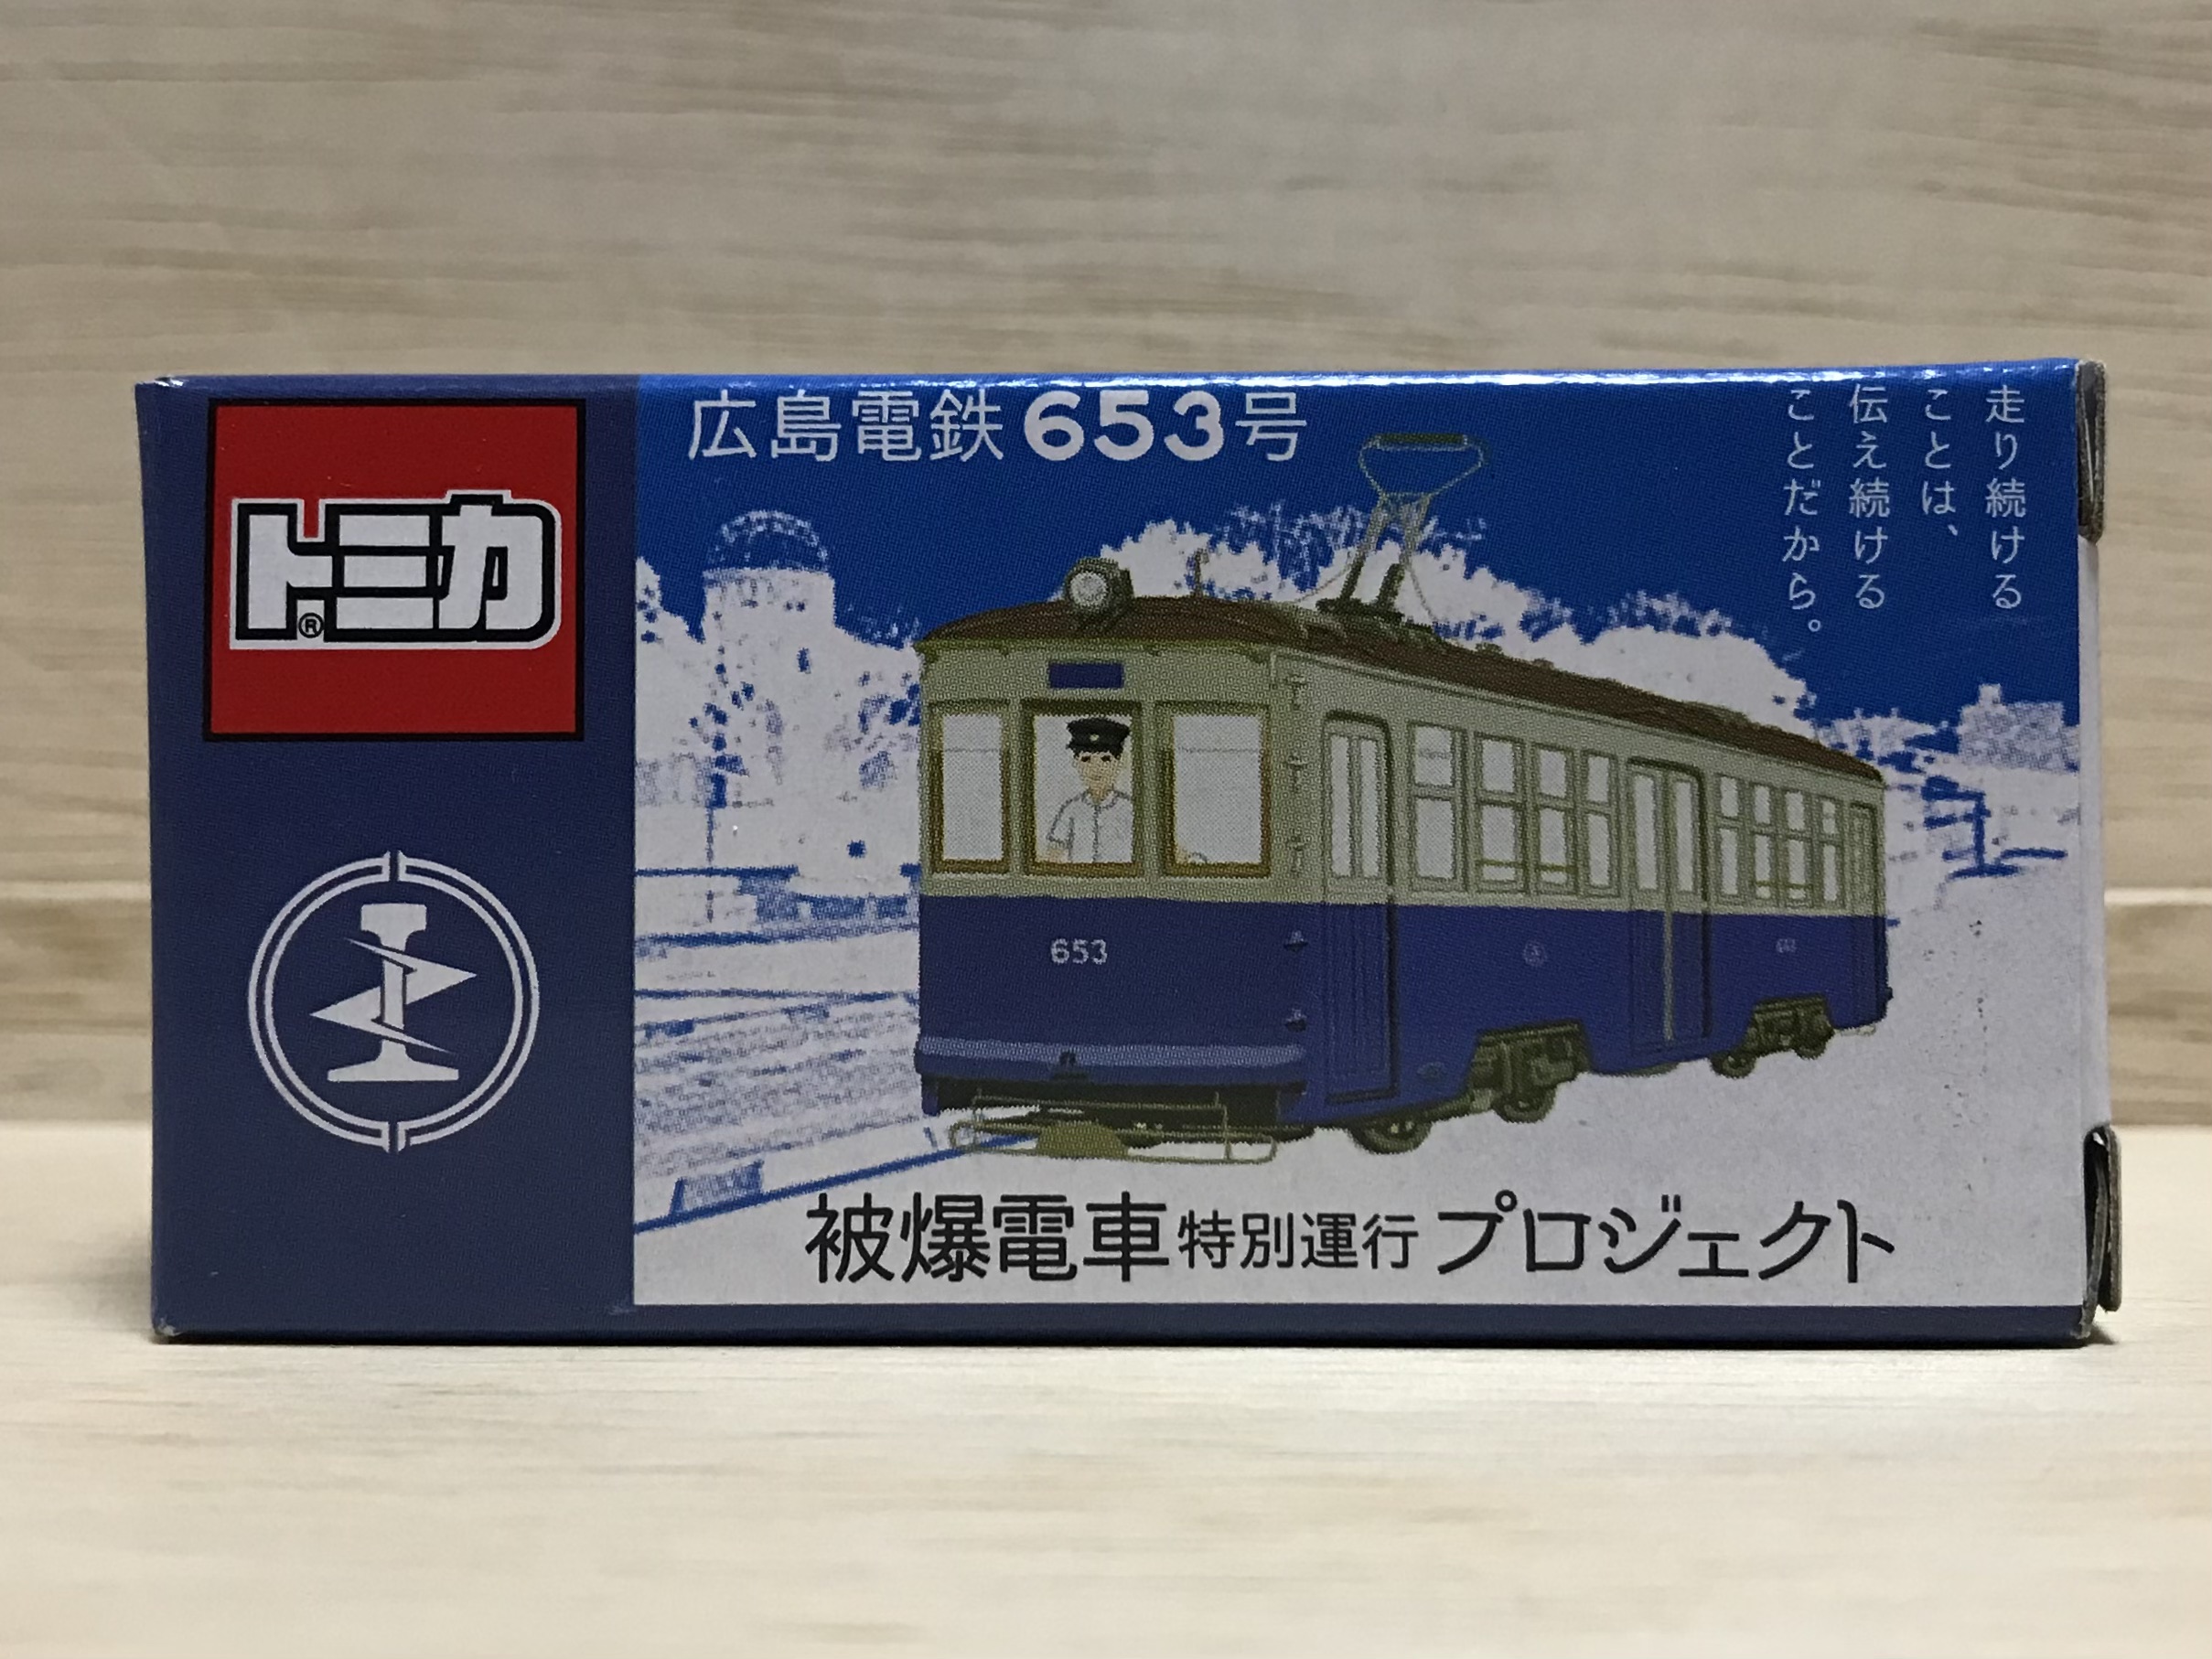 広島電鉄653号
走り続ける
ことは、
伝え続ける
ことだから。
トミカ®
653
被爆電車特別運行プロジェクト